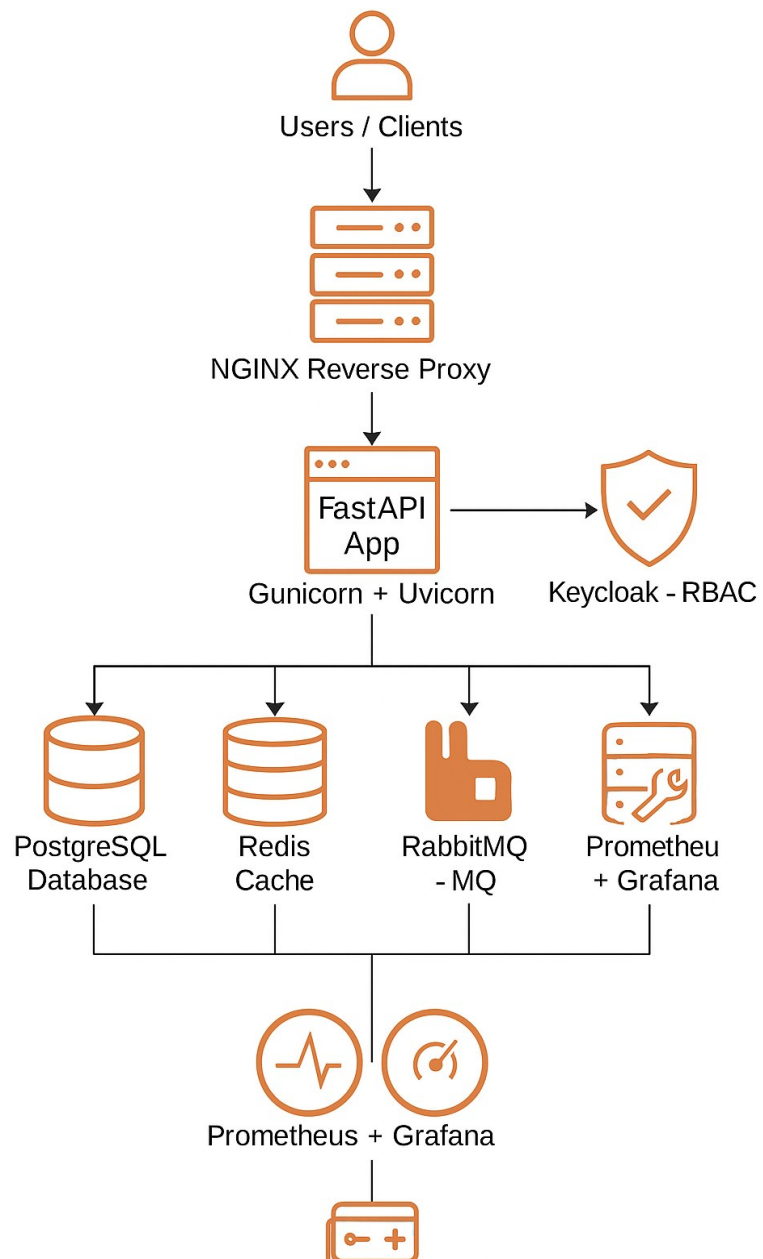 Users / Clients
NGINX Reverse Proxy
FastAPI
App
Gunicorn + Uvicorn
Keycloak - RBAC
PostgreSQL
Database
Redis
Cache
RabbitMQ
- MQ
Prometheu
+ Grafana
Prometheus + Grafana